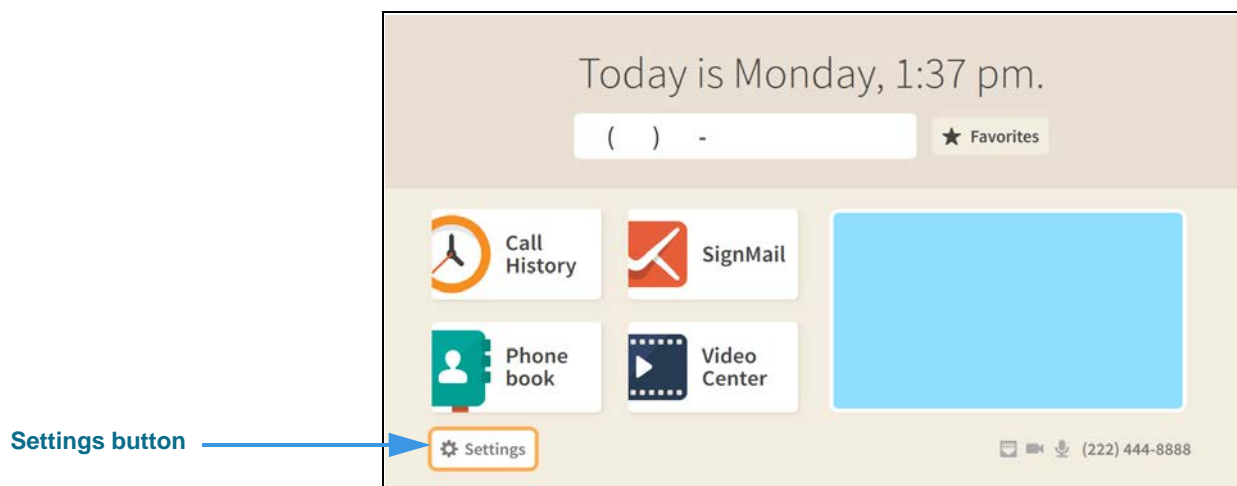 Today is Monday, 1:37 pm.
( ) -
★ Favorites
Call
History
SignMail
Phone
book
Video
Center
Settings button
Settings
(222) 444-8888